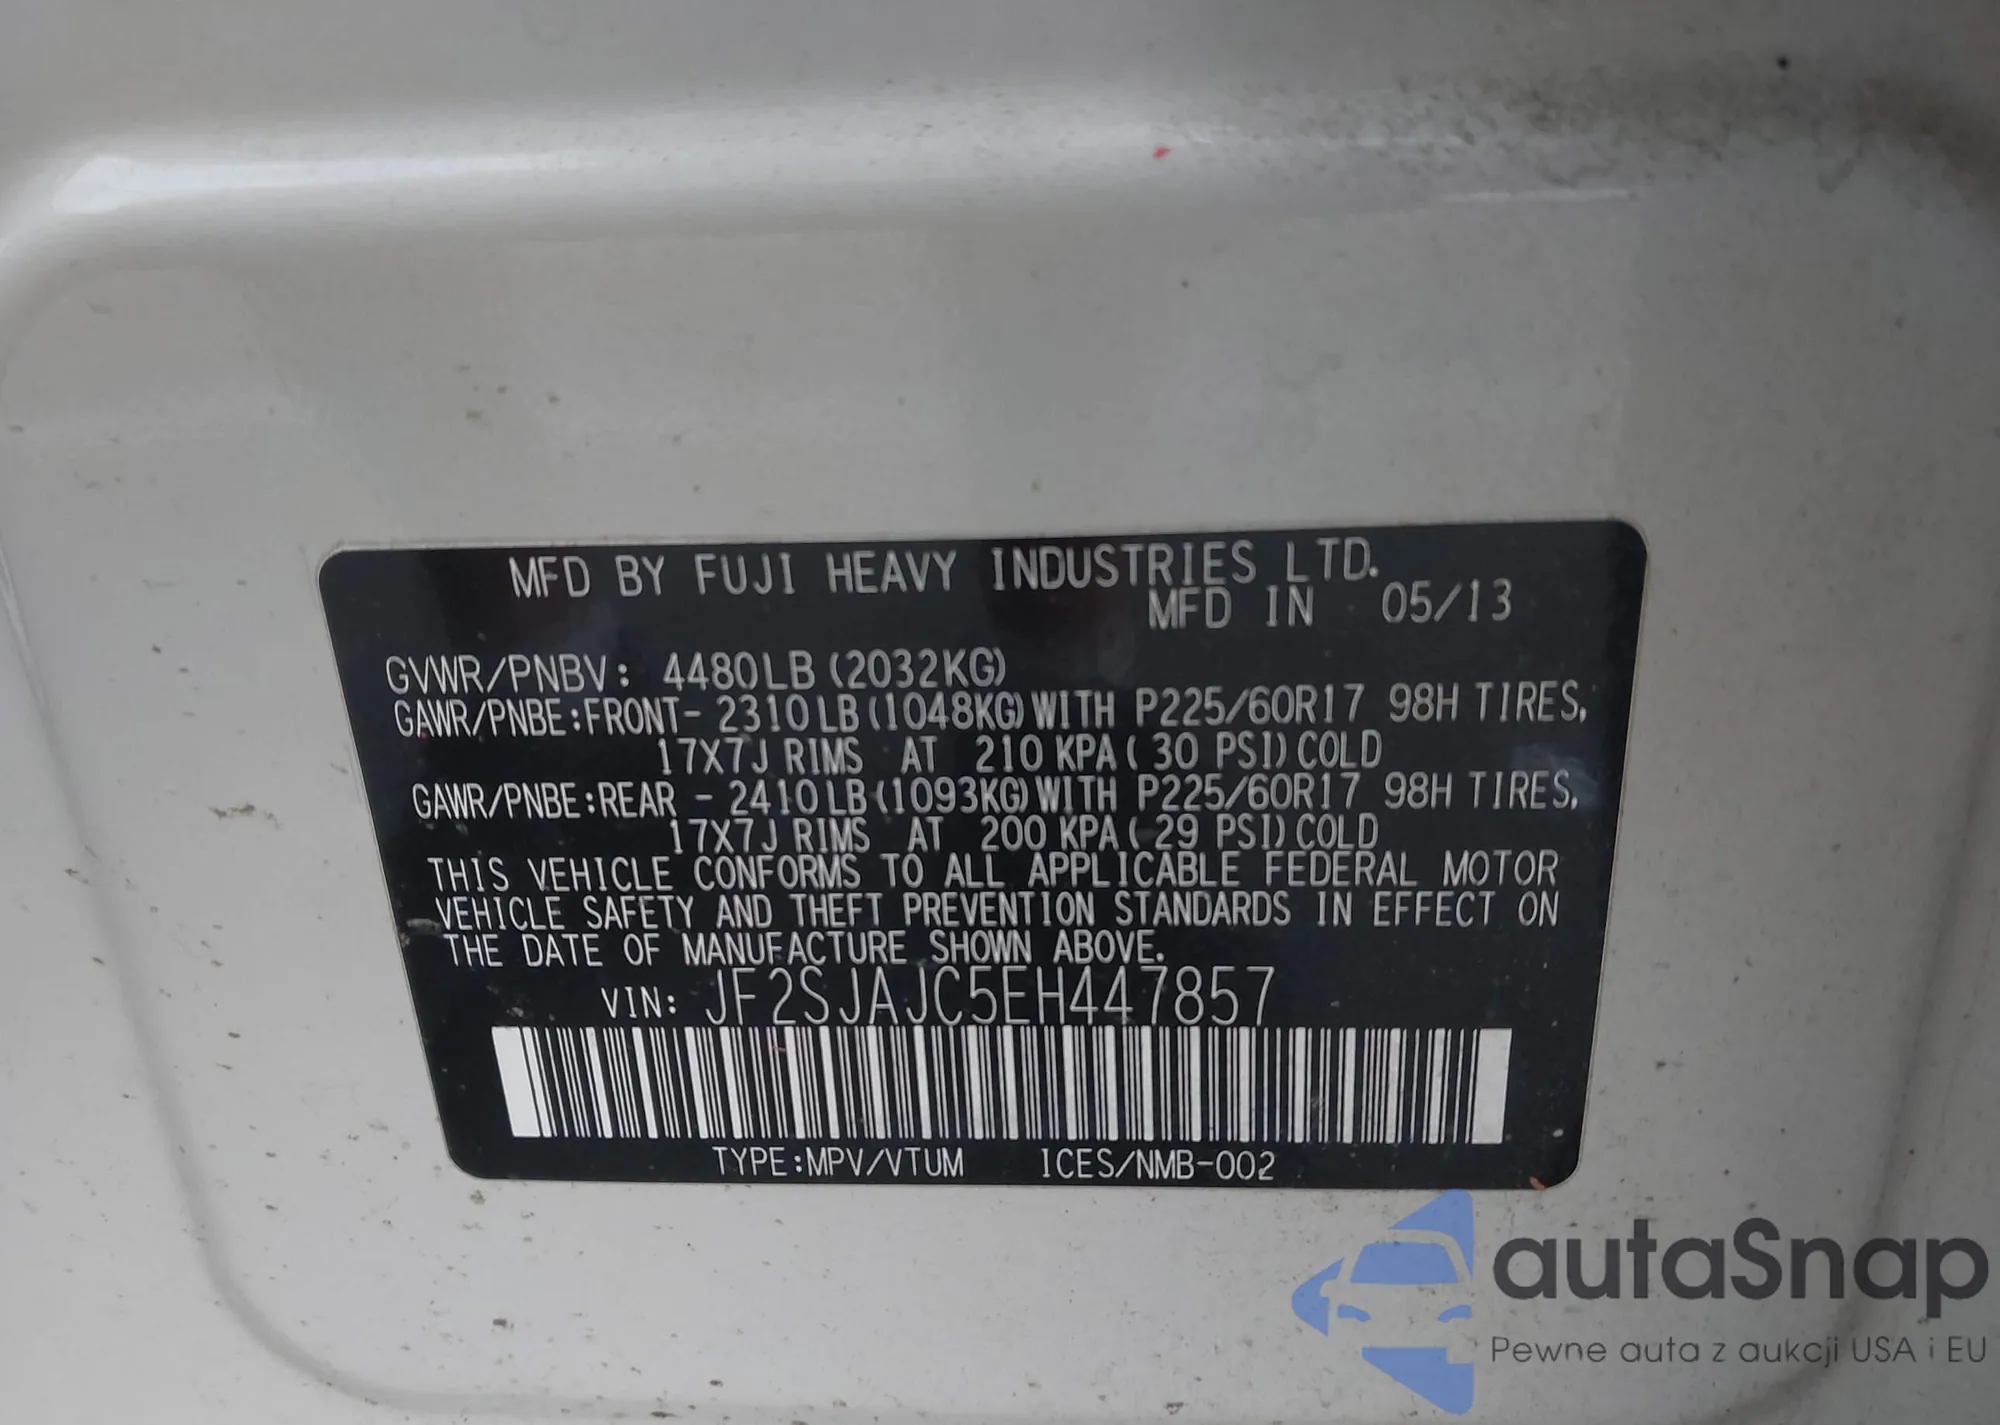 MFD BY FUJI HEAVY INDUSTRIES LTD.
MFD IN 05/13
GVWR/PNBV: 4480LB(2032KG)
GAWR/PNBE:FRONT- 2310LB(1048KG)WITH P225/60R17 98H TIRES,
17X7J RIMS AT 210 KPA( 30 PSI)COLD
GAWR/PNBE:REAR - 2410LB(1093KG)WITH P225/60R17 98H TIRES,
17X7J RIMS AT 200 KPA( 29 PSI)COLD
THIS VEHICLE CONFORMS TO ALL APPLICABLE FEDERAL MOTOR
VEHICLE SAFETY AND THEFT PREVENTION STANDARDS IN EFFECT ON
THE DATE OF MANUFACTURE SHOWN ABOVE.
VIN: JF2SJAJC5EH447857
TYPE:MPV/VTUM ICES/NMB-002
autaSnap
Pewne auta z aukcji USA i EU